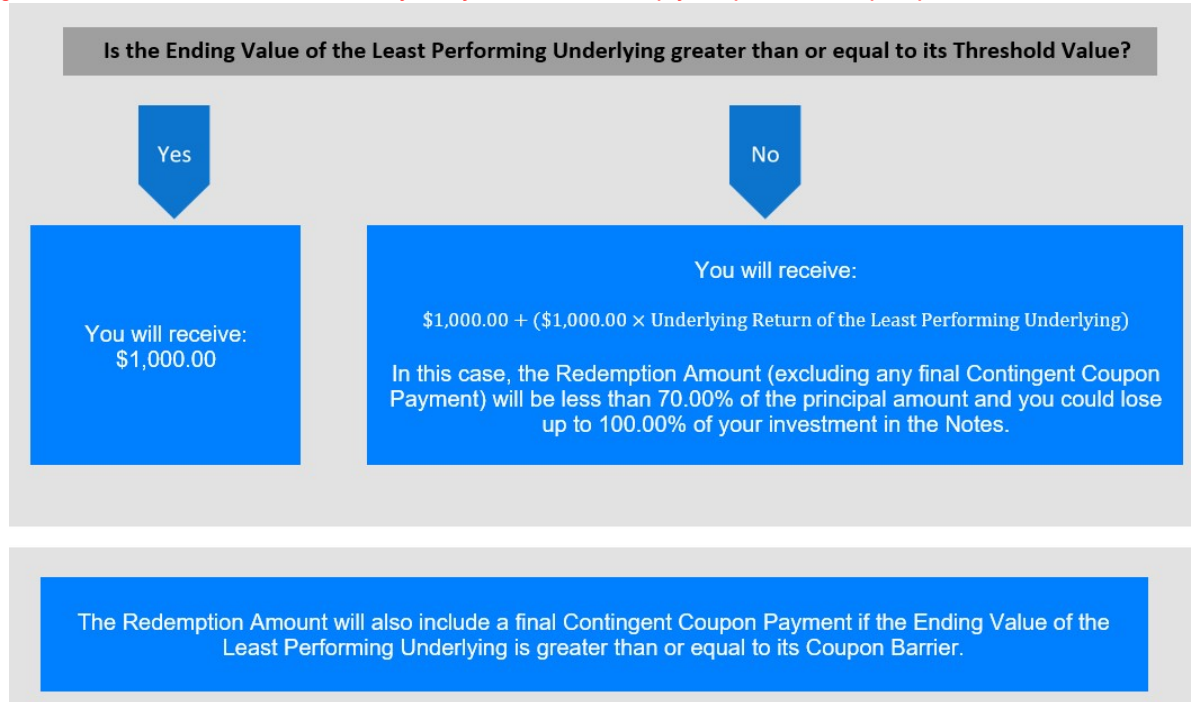 Is the Ending Value of the Least Performing Underlying greater than or equal to its Threshold Value?
Yes
No
You will receive:
$1,000.00
You will receive:
$1,000.00 + ($1,000.00 × Underlying Return of the Least Performing Underlying)
In this case, the Redemption Amount (excluding any final Contingent Coupon
Payment) will be less than 70.00% of the principal amount and you could lose
up to 100.00% of your investment in the Notes.
The Redemption Amount will also include a final Contingent Coupon Payment if the Ending Value of the
Least Performing Underlying is greater than or equal to its Coupon Barrier.